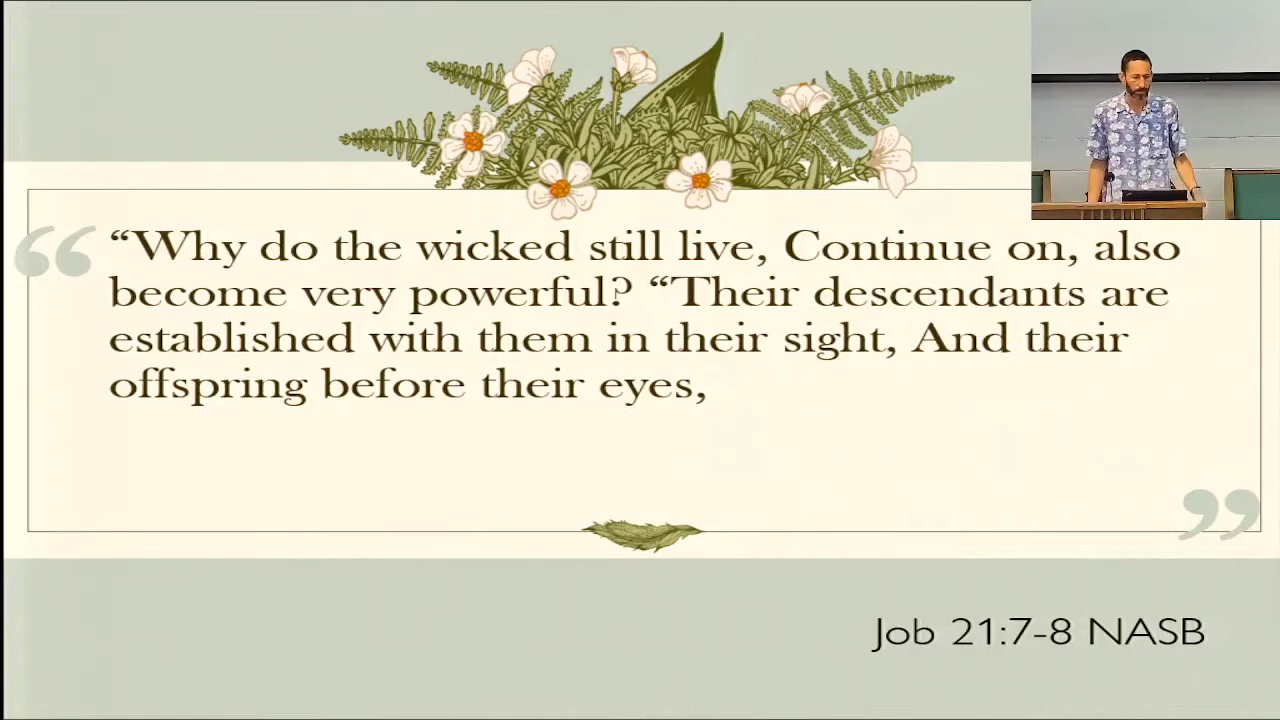 “Why do the wicked still live, Continue on, also
become very powerful? “Their descendants are
established with them in their sight, And their
offspring before their eyes,
Job 21:7-8 NASB